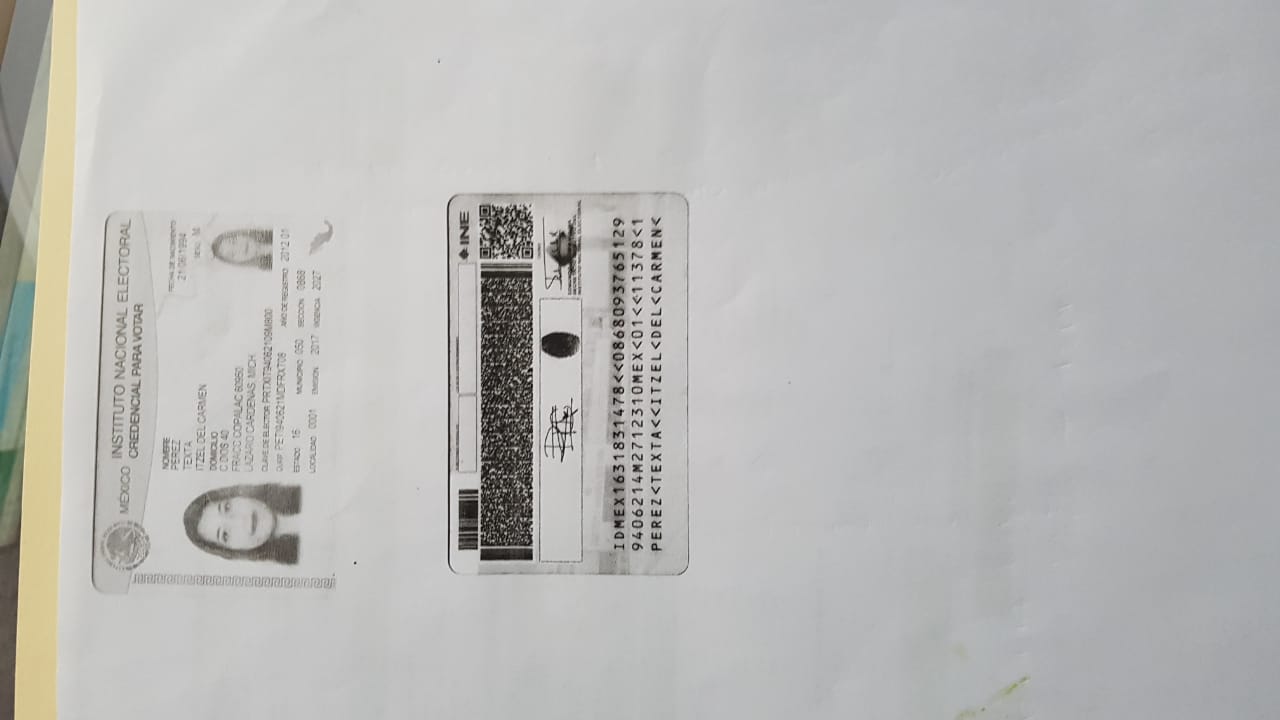 MÉXICO INSTITUTO NACIONAL ELECTORAL
CREDENCIAL PARA VOTAR
NOMBRE
PEREZ
TEXTA
ITZEL DEL CARMEN
FECHA DE NACIMIENTO
21/06/1994
SEXO M
DOMICILIO
C DOS 40
FRACC COPALAC 60950
LAZARO CARDENAS, MICH.
CLAVE DE ELECTOR PRTXIT94062109M800
CURP PETI940621MDFRXT08 AÑO DE REGISTRO 2012 01
ESTADO 16 MUNICIPIO 050 SECCIÓN 0868
LOCALIDAD 0001 EMISIÓN 2017 VIGENCIA 2027
INE
IDMEX1631831478<<0868093765129
9406214M2712310MEX<01<<11378<1
PEREZ<TEXTA<<ITZEL<DEL<CARMEN<